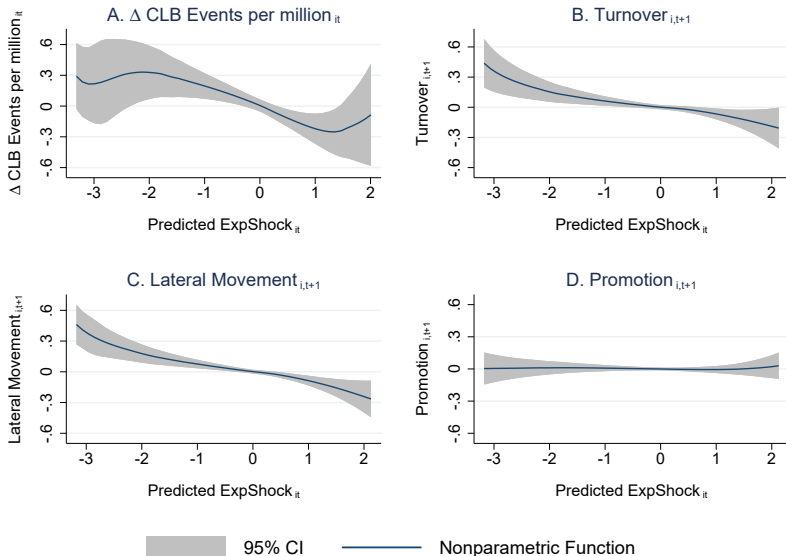 A. Δ CLB Events per million it
Δ CLB Events per million it
.6
.3
0
-.3
-.6
-3 -2 -1 0 1 2
Predicted ExpShock it
B. Turnover i,t+1
Turnover i,t+1
.6
.3
0
-.3
-.6
-3 -2 -1 0 1 2
Predicted ExpShock it
C. Lateral Movement i,t+1
Lateral Movement i,t+1
.6
.3
0
-.3
-.6
-3 -2 -1 0 1 2
Predicted ExpShock it
D. Promotion i,t+1
Promotion i,t+1
.6
.3
0
-.3
-.6
-3 -2 -1 0 1 2
Predicted ExpShock it
95% CI Nonparametric Function